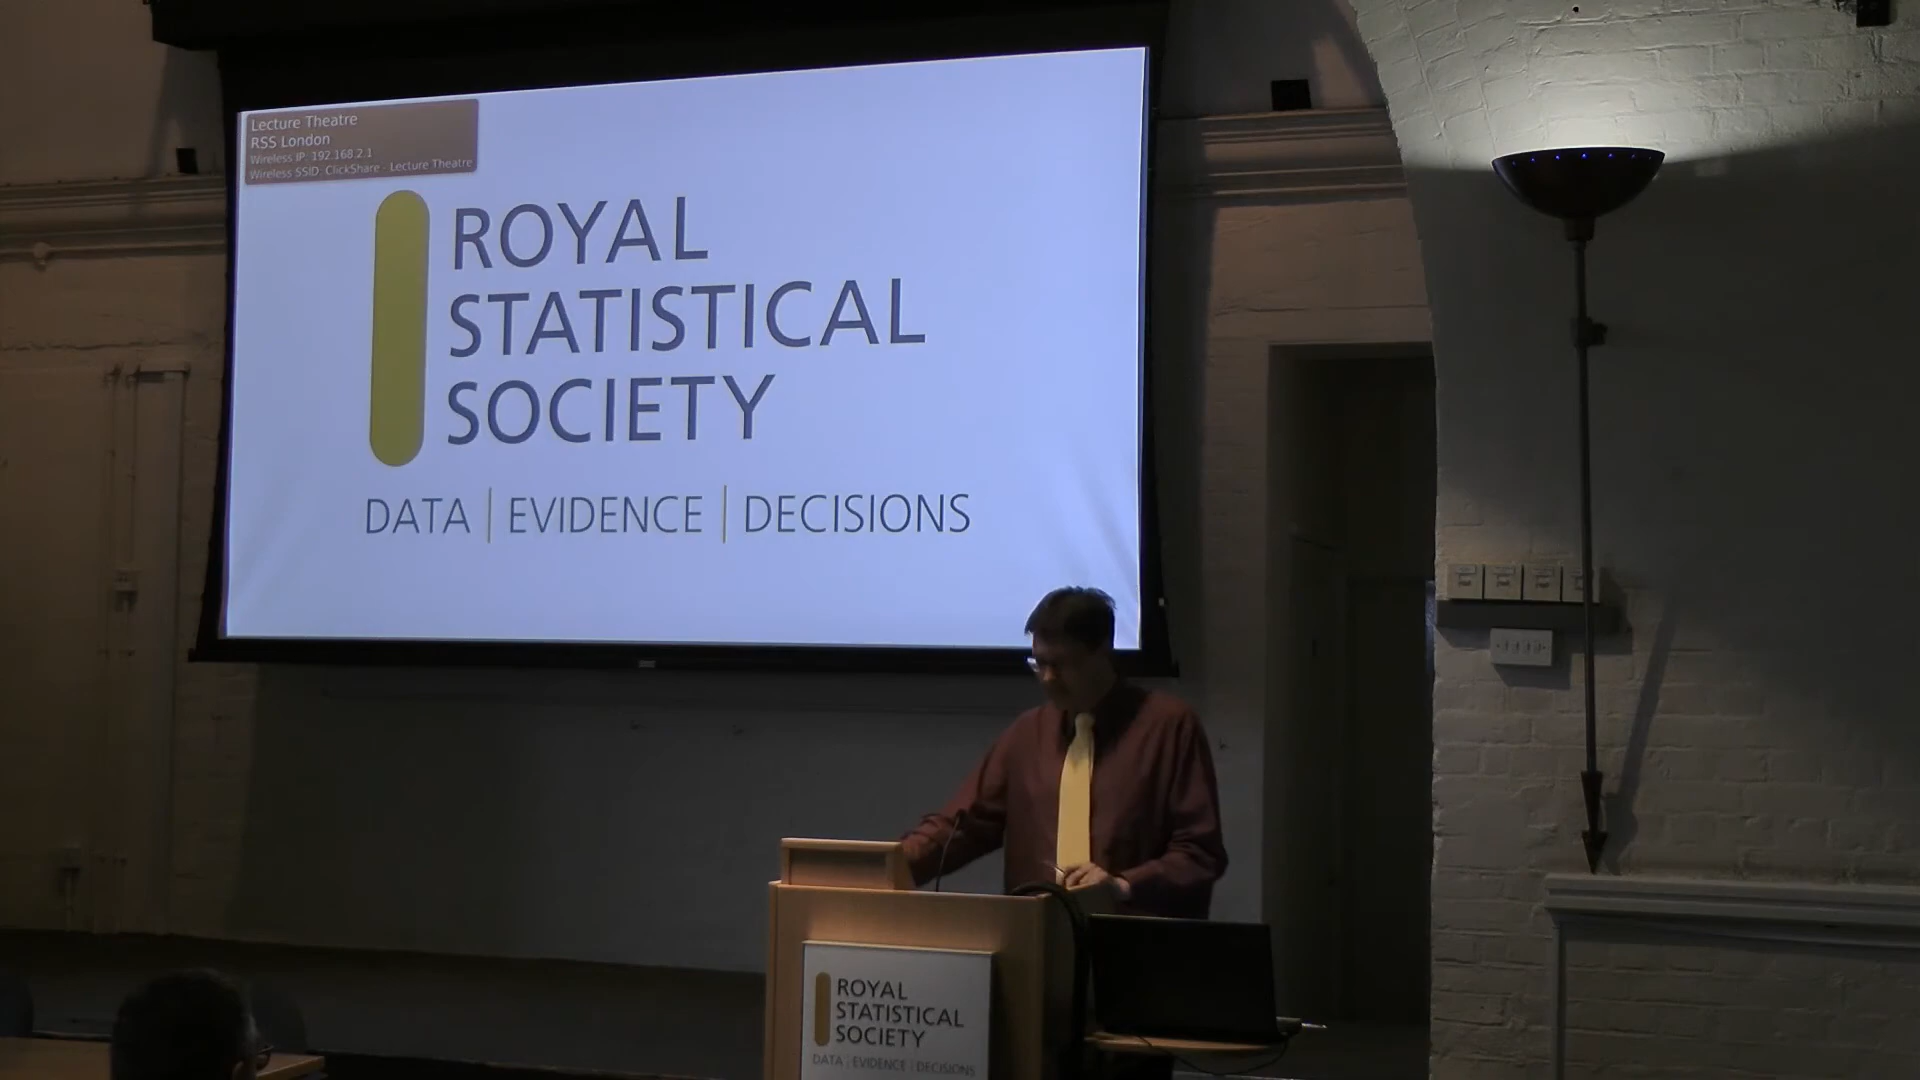 Lecture Theatre
RSS London
Wireless IP: 192.168.2.1
Wireless SSID: ClickShare - Lecture Theatre
ROYAL
STATISTICAL
SOCIETY
DATA | EVIDENCE | DECISIONS
ROYAL
STATISTICAL
SOCIETY
DATA | EVIDENCE | DECISIONS